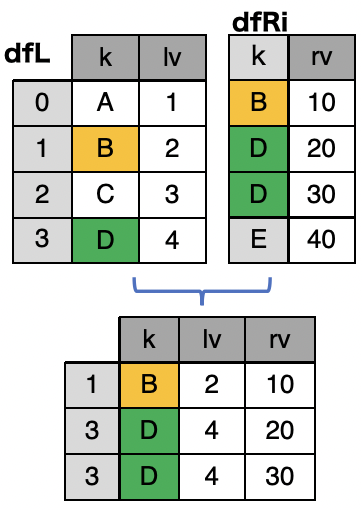 dfL
k lv
0 A 1
1 B 2
2 C 3
3 D 4
dfRi
k rv
B 10
D 20
D 30
E 40
k lv rv
1 B 2 10
3 D 4 20
3 D 4 30